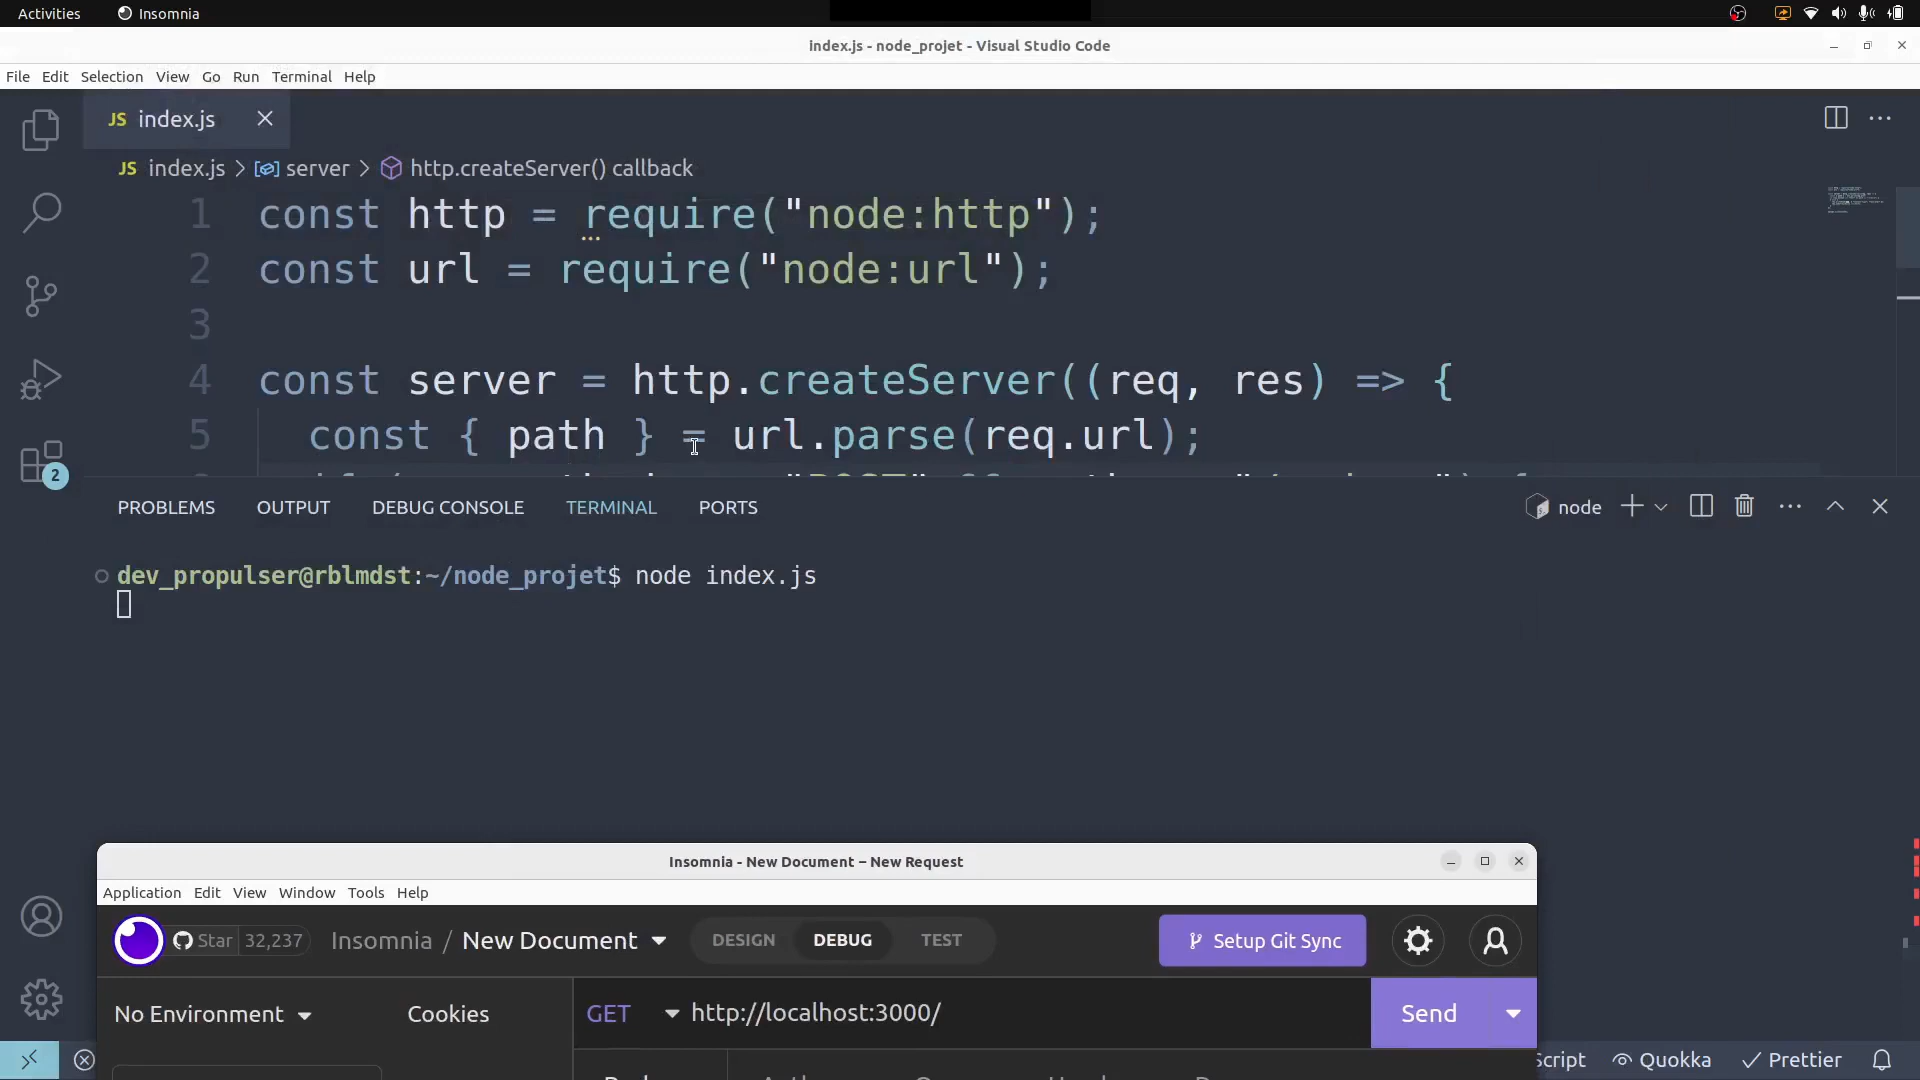 Activities Insomnia
index.js - node_projet - Visual Studio Code
File Edit Selection View Go Run Terminal Help
JS index.js
JS index.js > server > http.createServer() callback
1 const http = require("node:http");
2 const url = require("node:url");
3
4 const server = http.createServer((req, res) => {
5 const { path } = url.parse(req.url);
2
PROBLEMS OUTPUT DEBUG CONSOLE TERMINAL PORTS node
dev_propulser@rblmdst:~/node_projet$ node index.js
Insomnia - New Document – New Request
Application Edit View Window Tools Help
Star 32,237 Insomnia / New Document DESIGN DEBUG TEST Setup Git Sync
No Environment Cookies GET http://localhost:3000/ Send
Script Quokka Prettier